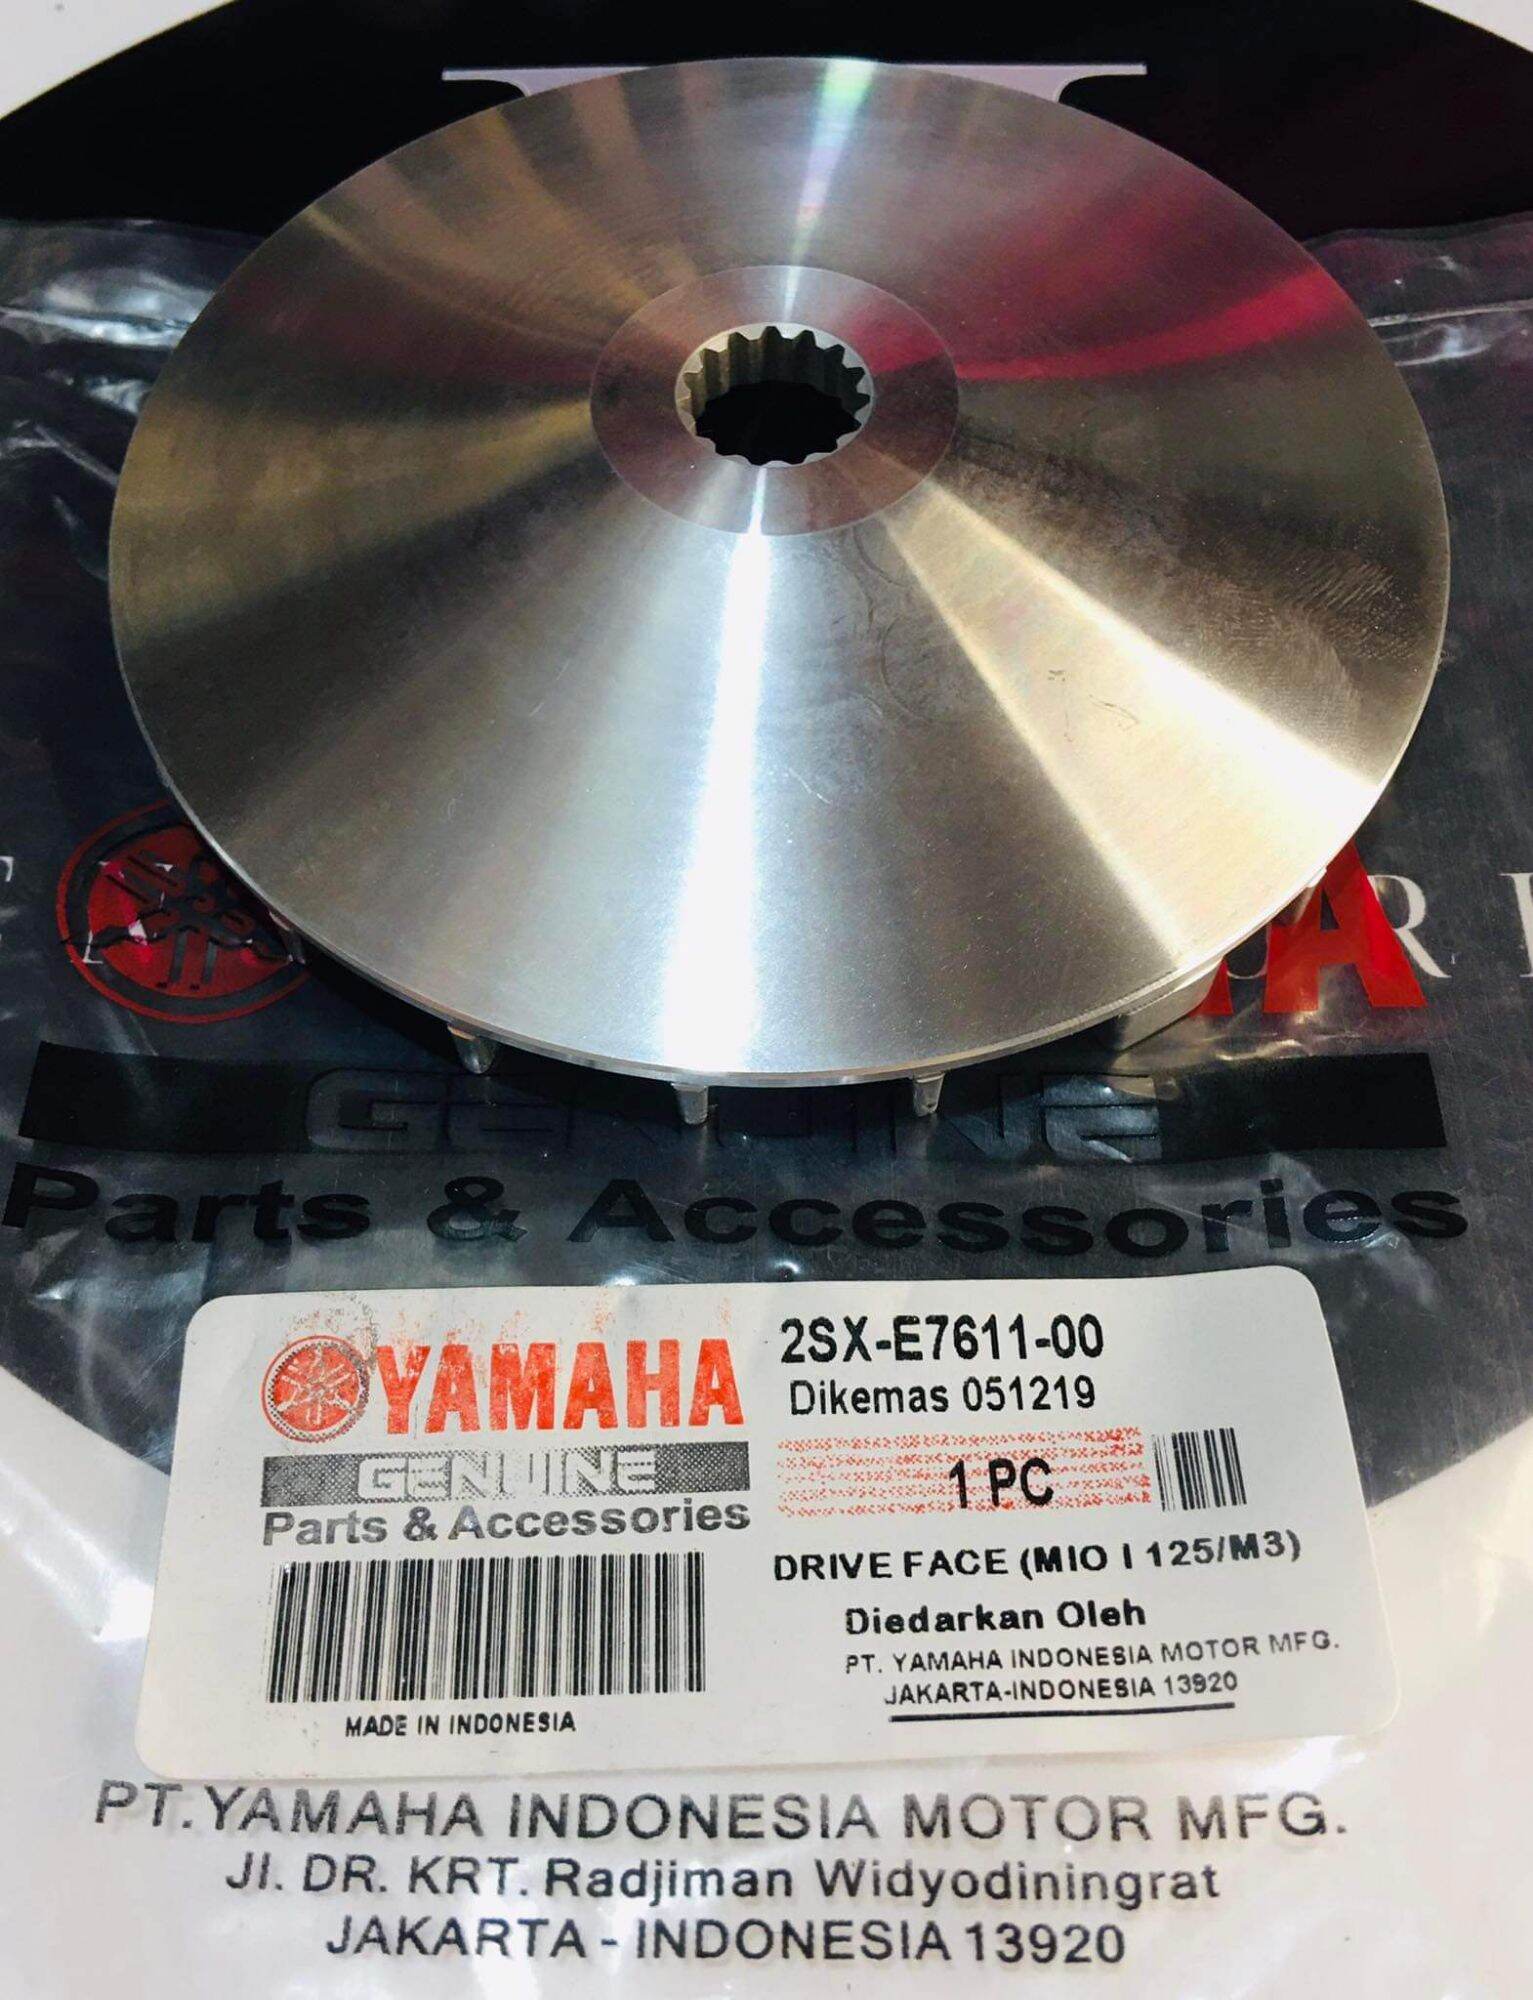 GENUINE
Parts & Accessories
YAMAHA
GENUINE
Parts & Accessories
MADE IN INDONESIA
2SX-E7611-00
Dikemas 051219
1 PC
DRIVE FACE (MIO I 125/M3)
Diedarkan Oleh
PT. YAMAHA INDONESIA MOTOR MFG.
JAKARTA-INDONESIA 13920
PT.YAMAHA INDONESIA MOTOR MFG.
Jl. DR. KRT. Radjiman Widyodiningrat
JAKARTA - INDONESIA 13920